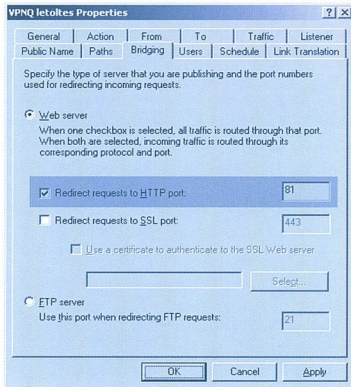 VPNQ letoltes Properties
? X
General Action From To Traffic Listener
Public Name Paths Bridging Users Schedule Link Translation
Specify the type of server that you are publishing and the port numbers
used for redirecting incoming requests.
Web server
When one checkbox is selected, all traffic is routed through that port.
When both are selected, incoming traffic is routed through its
corresponding protocol and port.
Redirect requests to HTTP port: 81
Redirect requests to SSL port: 443
Use a certificate to authenticate to the SSL Web server
Select...
FTP server
Use this port when redirecting FTP requests: 21
OK Cancel Apply